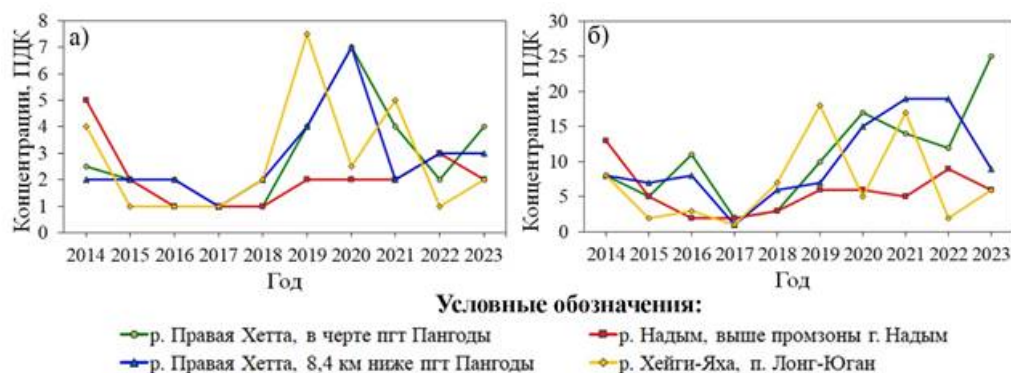 а)
Концентрации, ПДК
8
7
6
5
4
3
2
1
0
2014 2015 2016 2017 2018 2019 2020 2021 2022 2023
Год
б)
Концентрации, ПДК
30
25
20
15
10
5
0
2014 2015 2016 2017 2018 2019 2020 2021 2022 2023
Год
Условные обозначения:
р. Правая Хетта, в черте пгт Пангоды
р. Надым, выше промзоны г. Надым
р. Правая Хетта, 8,4 км ниже пгт Пангоды
р. Хейги-Яха, п. Лонг-Юган